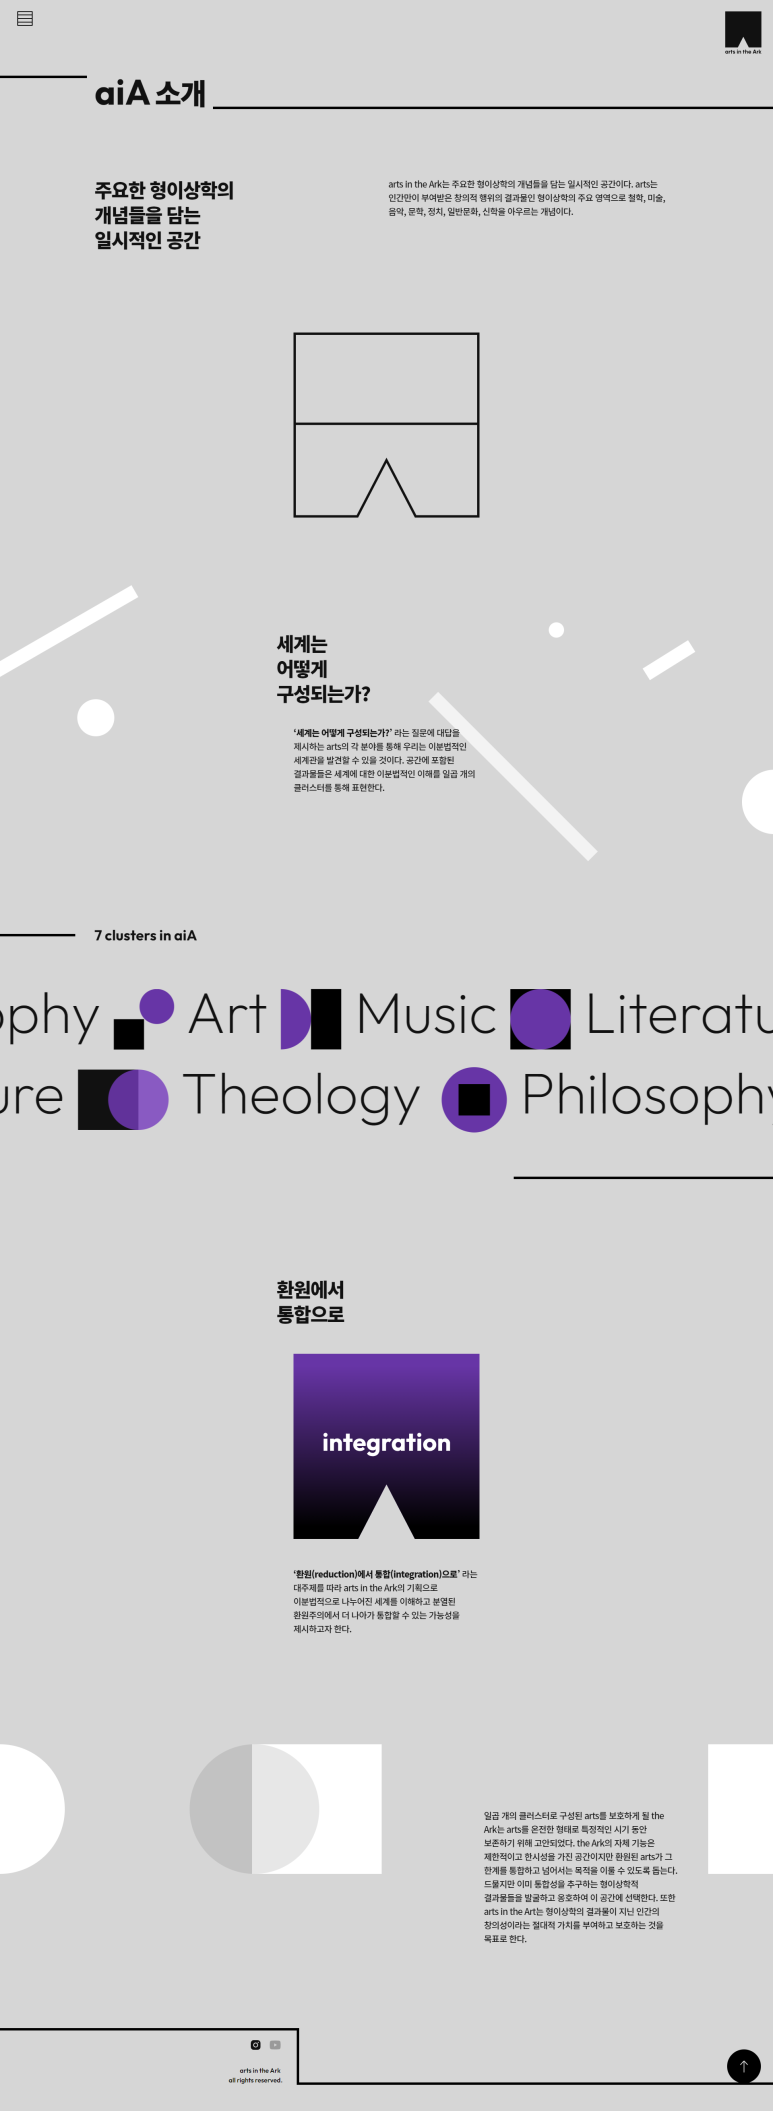 arts in the Ark
aiA 소개
주요한 형이상학의
개념들을 담는
일시적인 공간
arts in the Ark는 주요한 형이상학의 개념들을 담는 일시적인 공간이다. arts는
인간만이 부여받은 창의적 행위의 결과물인 형이상학의 주요 영역으로 철학, 미술,
음악, 문학, 정치, 일반문화, 신학을 아우르는 개념이다.
세계는
어떻게
구성되는가?
‘세계는 어떻게 구성되는가?’ 라는 질문에 대답을
제시하는 arts의 각 분야를 통해 우리는 이분법적인
세계관을 발견할 수 있을 것이다. 공간에 포함된
결과물들은 세계에 대한 이분법적인 이해를 일곱 개의
클러스터를 통해 표현한다.
7 clusters in aiA
ophy Art Music Literatu
ure Theology Philosophy
환원에서
통합으로
integration
‘환원(reduction)에서 통합(integration)으로’ 라는
대주제를 따라 arts in the Ark의 기획으로
이분법적으로 나누어진 세계를 이해하고 분열된
환원주의에서 더 나아가 통합할 수 있는 가능성을
제시하고자 한다.
일곱 개의 클러스터로 구성된 arts를 보호하게 될 the
Ark는 arts를 온전한 형태로 특정적인 시기 동안
보존하기 위해 고안되었다. the Ark의 자체 기능은
제한적이고 한시성을 가진 공간이지만 환원된 arts가 그
한계를 통합하고 넘어서는 목적을 이룰 수 있도록 돕는다.
드물지만 이미 통합성을 추구하는 형이상학적
결과물들을 발굴하고 옹호하여 이 공간에 선택한다. 또한
arts in the Art는 형이상학의 결과물이 지닌 인간의
창의성이라는 절대적 가치를 부여하고 보호하는 것을
목표로 한다.
arts in the Ark
all rights reserved.